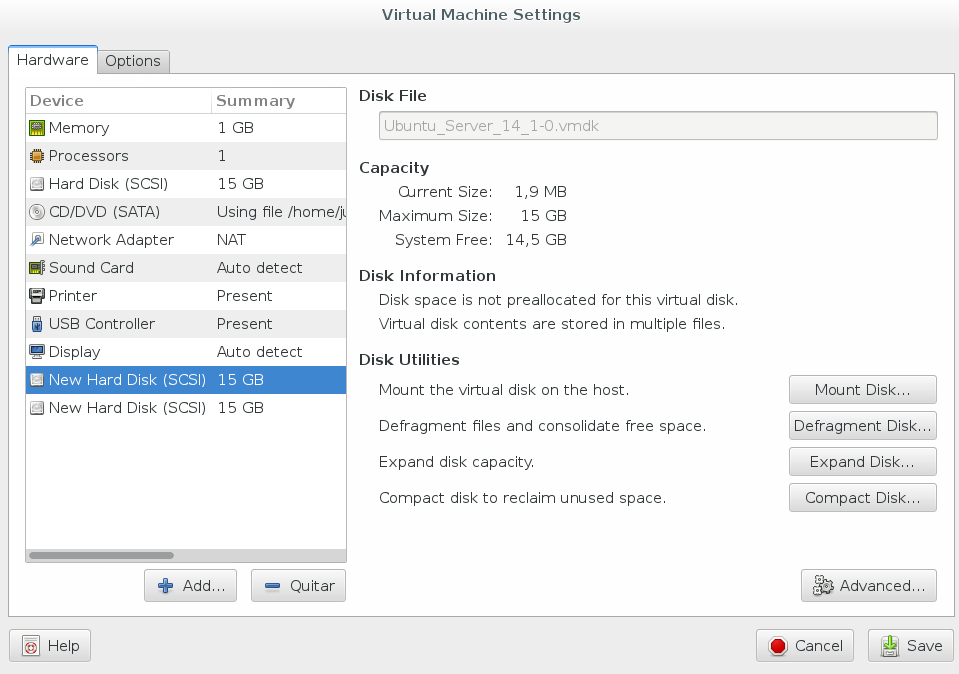 Virtual Machine Settings
Hardware
Options
Device Summary
Memory 1 GB
Processors 1
Hard Disk (SCSI) 15 GB
CD/DVD (SATA) Using file /home/ju
Network Adapter NAT
Sound Card Auto detect
Printer Present
USB Controller Present
Display Auto detect
New Hard Disk (SCSI) 15 GB
New Hard Disk (SCSI) 15 GB
Add...
Quitar
Disk File
Ubuntu_Server_14_1-0.vmdk
Capacity
Current Size: 1,9 MB
Maximum Size: 15 GB
System Free: 14,5 GB
Disk Information
Disk space is not preallocated for this virtual disk.
Virtual disk contents are stored in multiple files.
Disk Utilities
Mount the virtual disk on the host. Mount Disk...
Defragment files and consolidate free space. Defragment Disk...
Expand disk capacity. Expand Disk...
Compact disk to reclaim unused space. Compact Disk...
Advanced...
Help
Cancel
Save